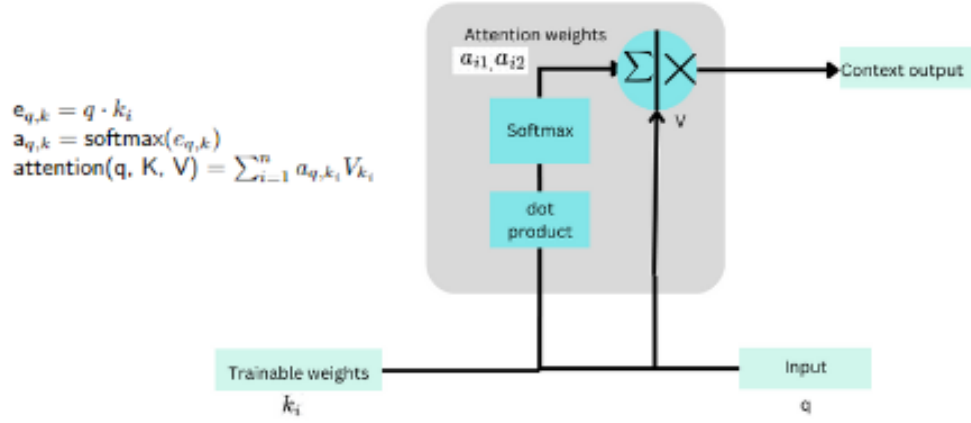 Attention weights
a_{i1}, a_{i2}
Σ X
Context output
e_{q,k} = q · k_i
a_{q,k} = softmax(e_{q,k})
attention(q, K, V) = ∑_{i=1}^{n} a_{q,k_i} V_{k_i}
Softmax
V
dot
product
Trainable weights
k_i
Input
q